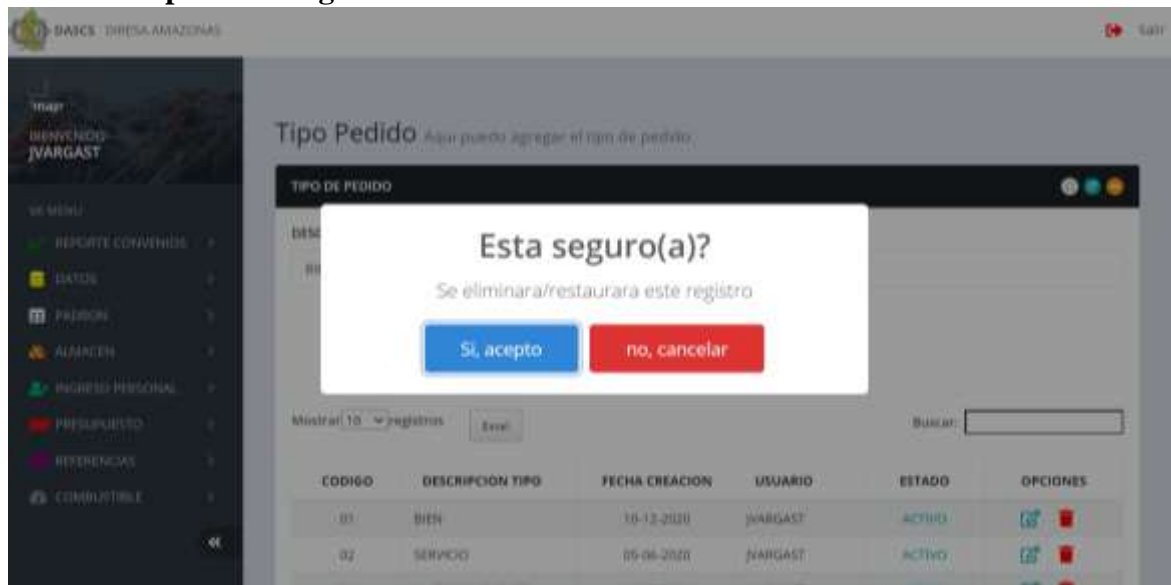 DAIS DIRESA AMAZONAS
Salir
BIENVENIDO
JVARGAST
MENU
REPORTE CONVENIOS
DATOS
PADRON
ALMACEN
INGRESO PERSONAL
PRESUPUESTO
REFERENCIAS
COMBUSTIBLE
Tipo Pedido Aqui puedo agregar el tipo de pedido
TIPO DE PEDIDO
Esta seguro(a)?
Se eliminara/restaurara este registro
Si, acepto
no, cancelar
Mostrar 10 registros
Excel
Buscar:
CODIGO DESCRIPCION TIPO FECHA CREACION USUARIO ESTADO OPCIONES
01 BIEN 10-12-2020 JVARGAST ACTIVO
02 SERVICIO 05-06-2020 JVARGAST ACTIVO